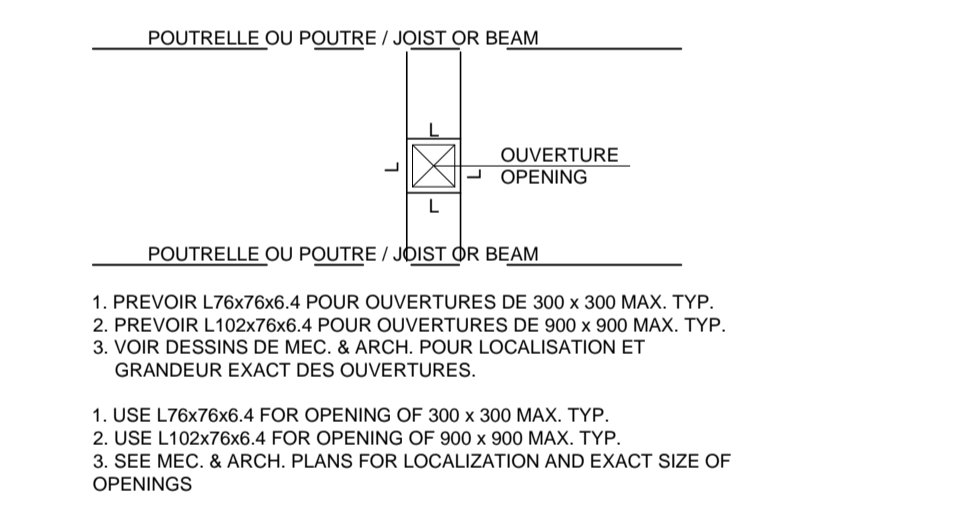 POUTRELLE OU POUTRE / JOIST OR BEAM
L
L
OUVERTURE
L
OPENING
L
POUTRELLE OU POUTRE / JOIST OR BEAM
1. PREVOIR L76x76x6.4 POUR OUVERTURES DE 300 x 300 MAX. TYP.
2. PREVOIR L102x76x6.4 POUR OUVERTURES DE 900 x 900 MAX. TYP.
3. VOIR DESSINS DE MEC. & ARCH. POUR LOCALISATION ET
GRANDEUR EXACT DES OUVERTURES.
1. USE L76x76x6.4 FOR OPENING OF 300 x 300 MAX. TYP.
2. USE L102x76x6.4 FOR OPENING OF 900 x 900 MAX. TYP.
3. SEE MEC. & ARCH. PLANS FOR LOCALIZATION AND EXACT SIZE OF
OPENINGS